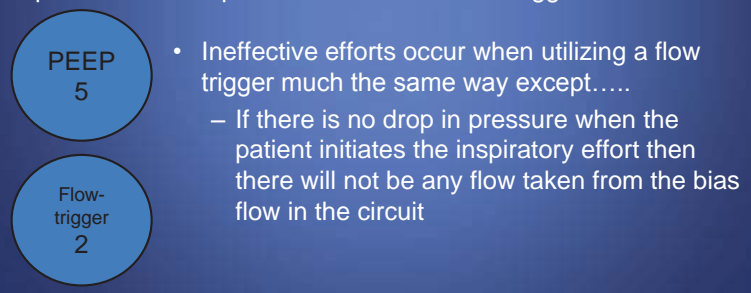 PEEP
5
• Ineffective efforts occur when utilizing a flow
trigger much the same way except…..
– If there is no drop in pressure when the
patient initiates the inspiratory effort then
there will not be any flow taken from the bias
flow in the circuit
Flow-
trigger
2